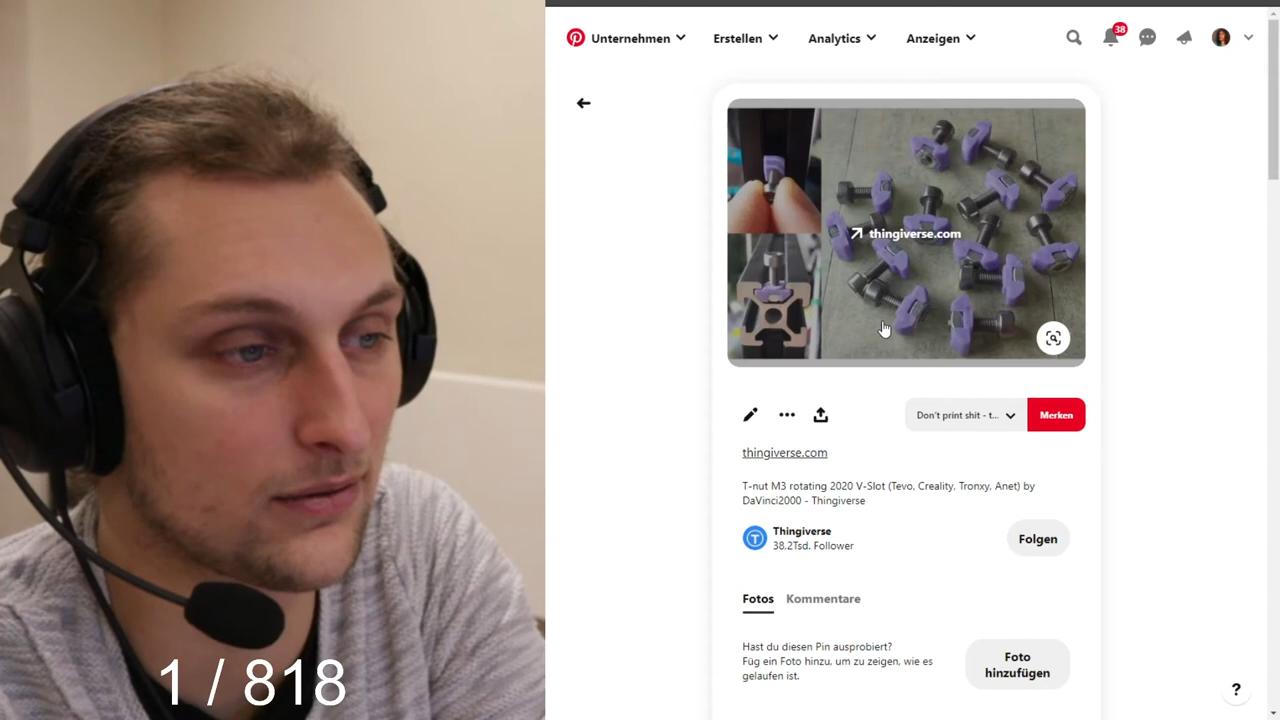 Unternehmen
Erstellen
Analytics
Anzeigen
38
thingiverse.com
Don't print shit - t...
Merken
thingiverse.com
T-nut M3 rotating 2020 V-Slot (Tevo, Creality, Tronxy, Anet) by
DaVinci2000 - Thingiverse
Thingiverse
38,2Tsd. Follower
Folgen
Fotos
Kommentare
Hast du diesen Pin ausprobiert?
Füg ein Foto hinzu, um zu zeigen, wie es
gelaufen ist.
Foto
hinzufügen
?
1 / 818